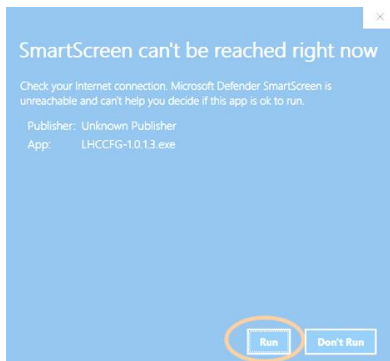 SmartScreen can't be reached right now
Check your Internet connection. Microsoft Defender SmartScreen is
unreachable and can't help you decide if this app is ok to run.
Publisher: Unknown Publisher
App: LHCCFG-1.0.1.3.exe
Run
Don't Run